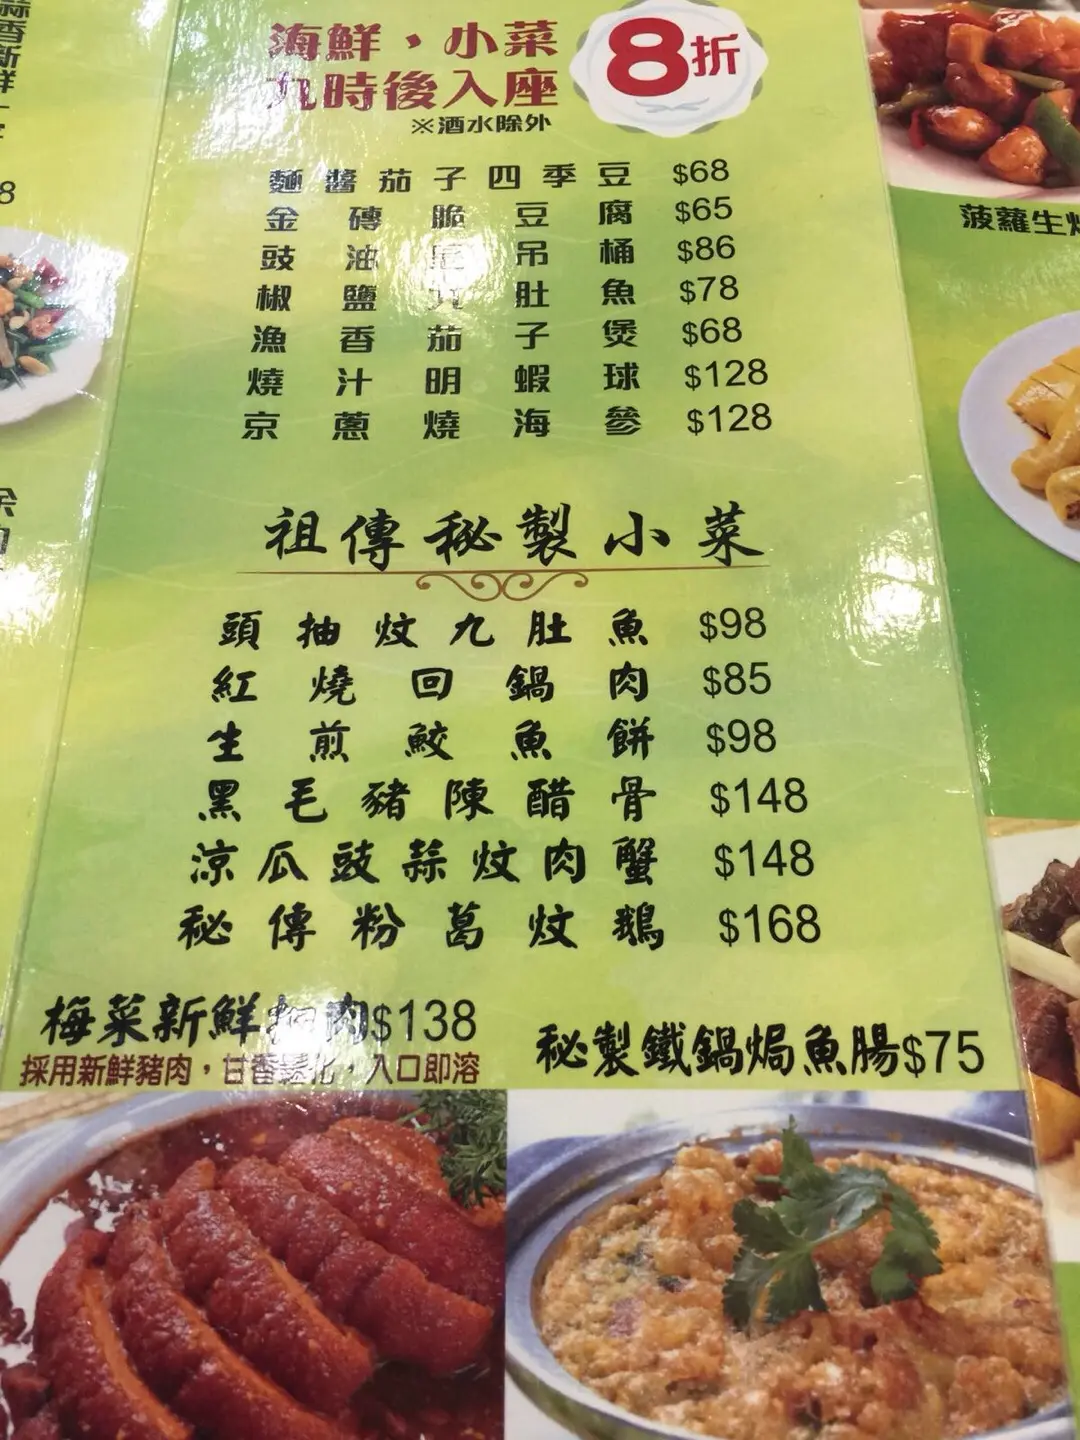 海鮮，小菜
九時後入座
8折
※酒水除外
麵醬茄子四季豆 $68
金磚脆豆腐 $65
豉油 吊桶 $86
椒鹽九肚魚 $78
漁香茄子煲 $68
燒汁明蝦球 $128
京蔥燒海參 $128
祖傳秘製小菜
頭抽炆九肚魚 $98
紅燒回鍋肉 $85
生煎鮫魚餅 $98
黑毛豬陳醋骨 $148
涼瓜豉蒜炆肉蟹 $148
秘傳粉葛炆鵝 $168
梅菜新鮮扣肉$138
採用新鮮豬肉，甘香 化，入口即溶
秘製鐵鍋焗魚腸$75
菠蘿生炒